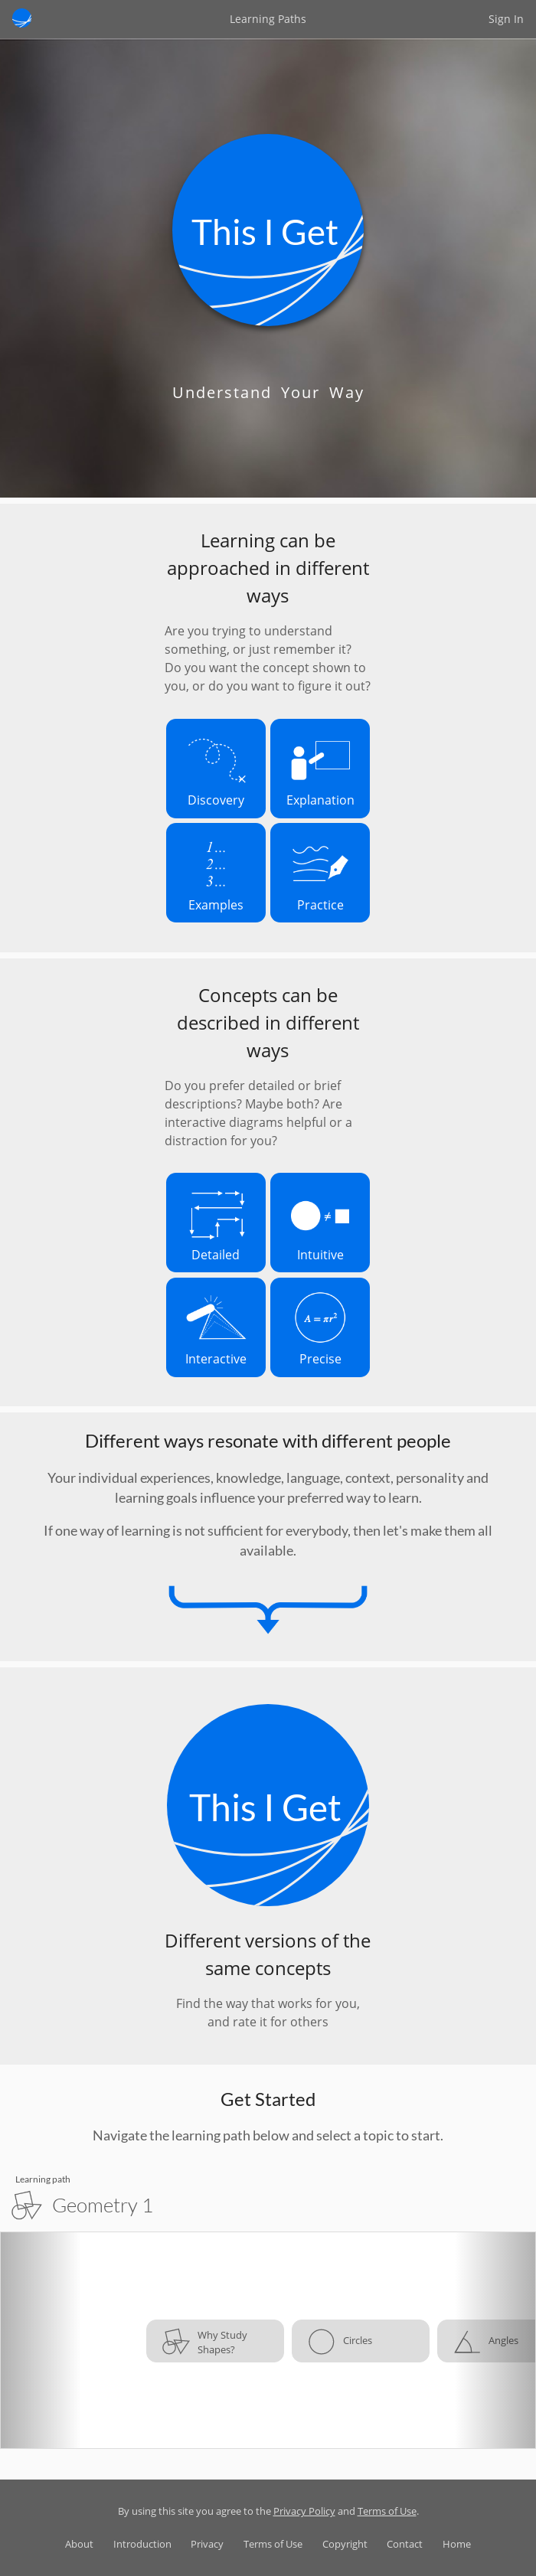 Learning Paths
Sign In
This I Get
Understand Your Way
Learning can be
approached in different
ways
Are you trying to understand
something, or just remember it?
Do you want the concept shown to
you, or do you want to figure it out?
Discovery
Explanation
1...
2...
3...
Examples
Practice
Concepts can be
described in different
ways
Do you prefer detailed or brief
descriptions? Maybe both? Are
interactive diagrams helpful or a
distraction for you?
Detailed
≠
Intuitive
Interactive
A = πr²
Precise
Different ways resonate with different people
Your individual experiences, knowledge, language, context, personality and
learning goals influence your preferred way to learn.
If one way of learning is not sufficient for everybody, then let's make them all
available.
This I Get
Different versions of the
same concepts
Find the way that works for you,
and rate it for others
Get Started
Navigate the learning path below and select a topic to start.
Learning path
Geometry 1
Why Study
Shapes?
Circles
Angles
By using this site you agree to the Privacy Policy and Terms of Use.
About Introduction Privacy Terms of Use Copyright Contact Home